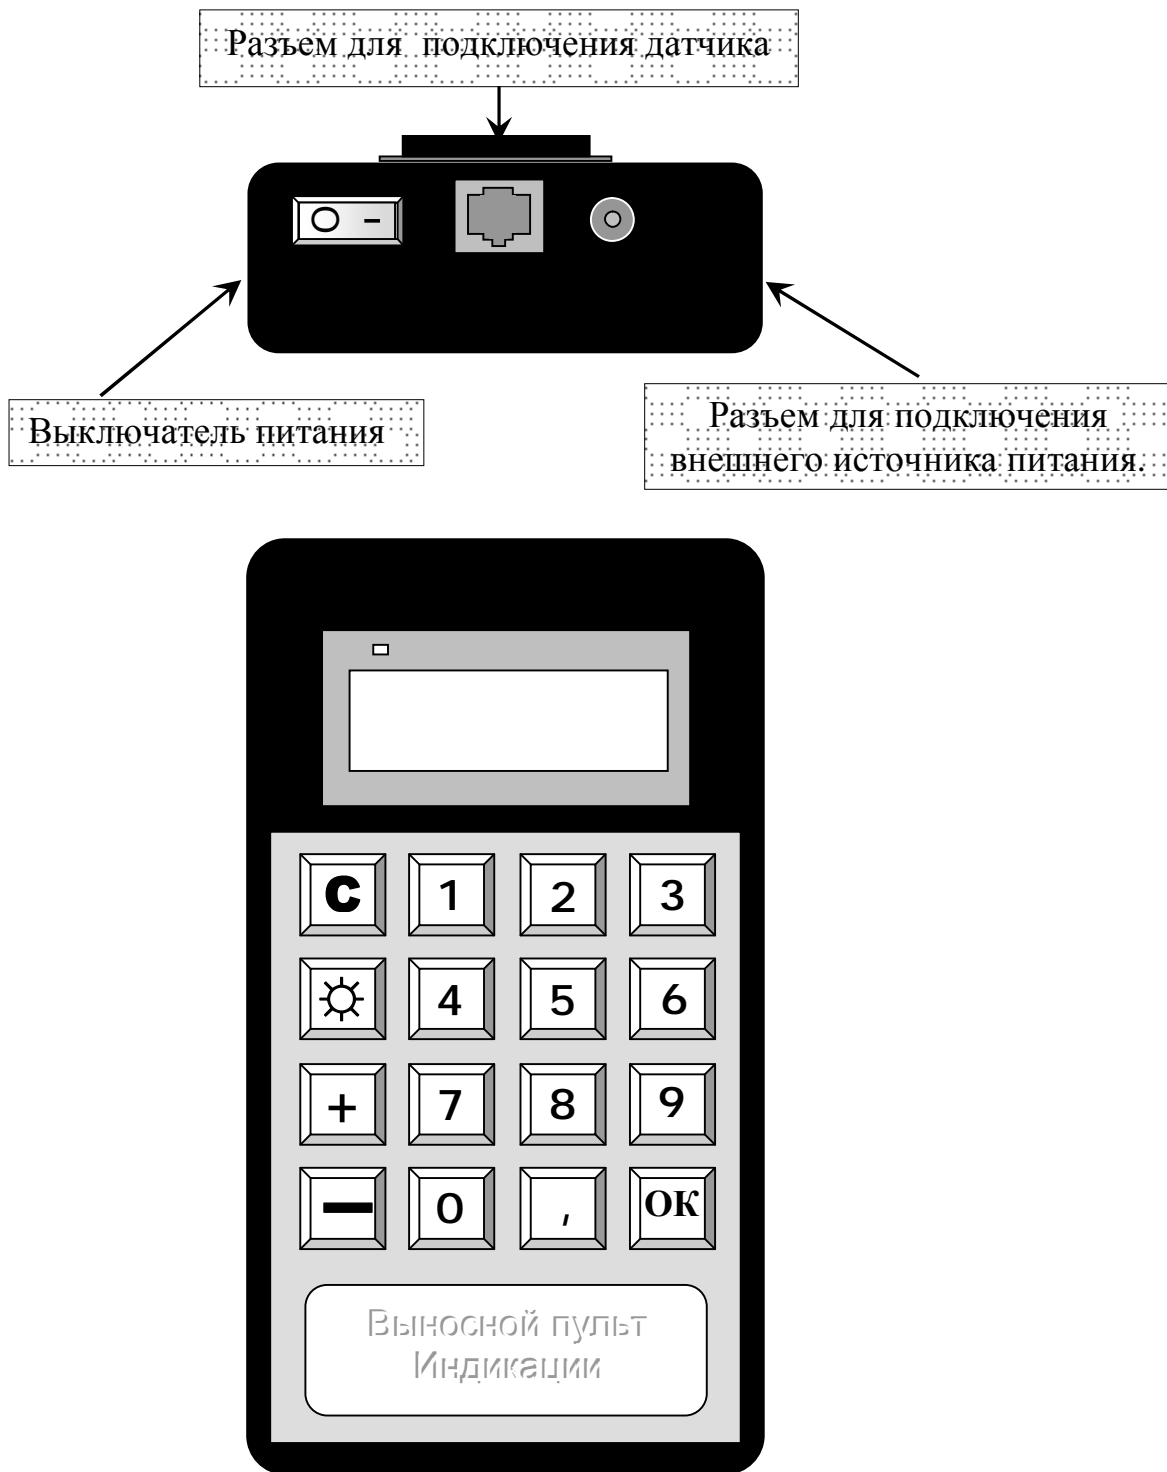 Разъем для подключения датчика
O -
Выключатель питания
Разъем для подключения
внешнего источника питания.
C 1 2 3
4 5 6
+ 7 8 9
— 0 , ОК
Выносной пульт
Индикации